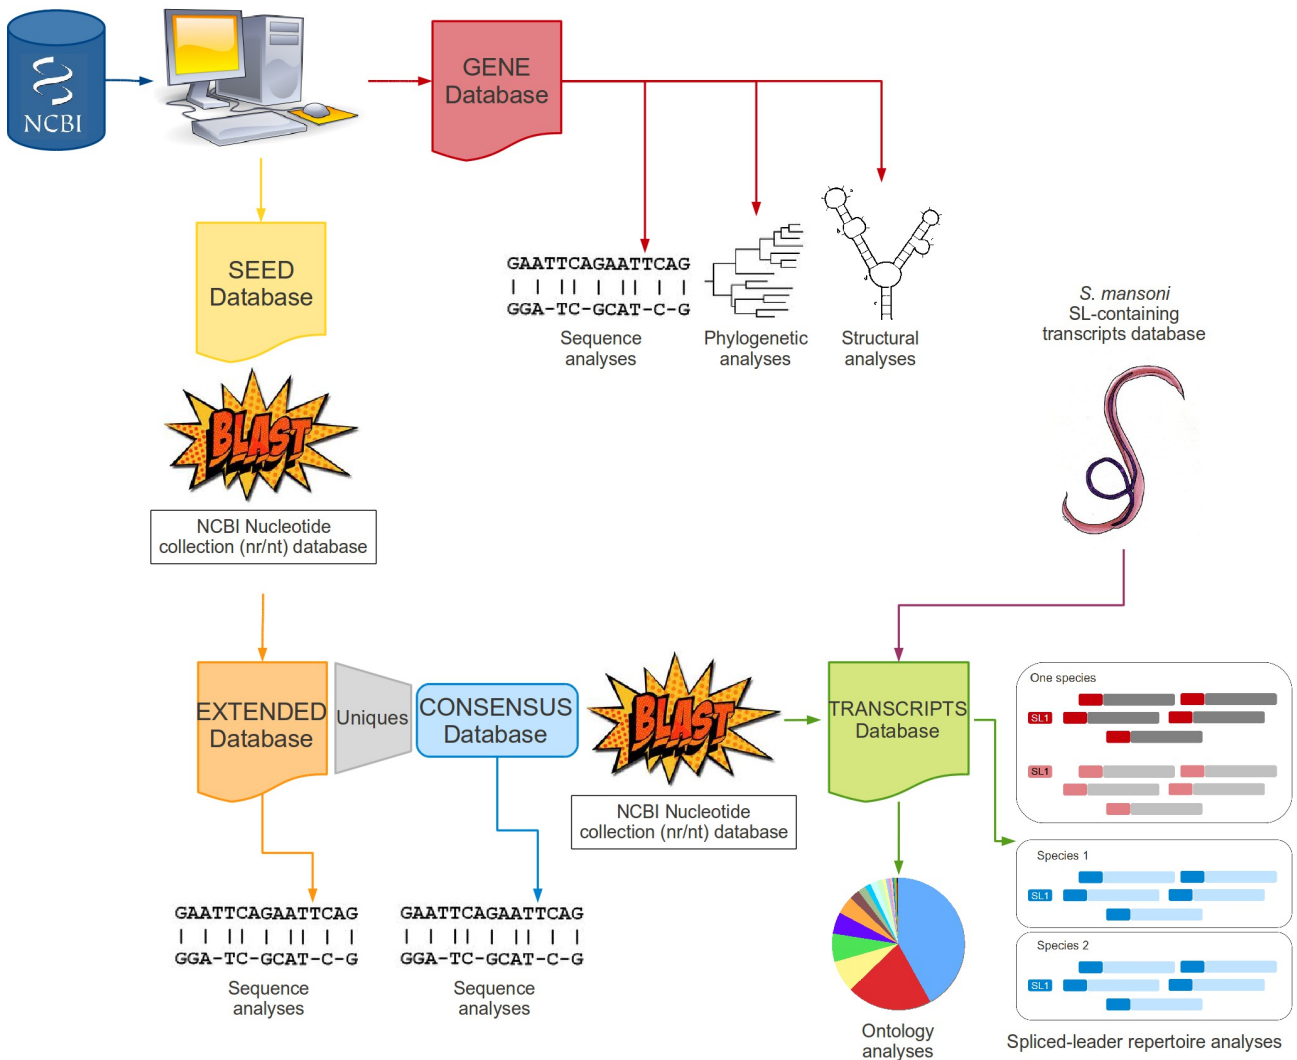 NCBI
GENE
Database
SEED
Database
GAATTCAGAATTCAG
GGA-TC-GCAT-C-G
Sequence
analyses
Phylogenetic
analyses
Structural
analyses
S. mansoni
SL-containing
transcripts database
BLAST
NCBI Nucleotide
collection (nr/nt) database
EXTENDED
Database
Uniques
CONSENSUS
Database
BLAST
NCBI Nucleotide
collection (nr/nt) database
TRANSCRIPTS
Database
One species
SL1
SL1
Species 1
SL1
Species 2
SL1
GAATTCAGAATTCAG
GGA-TC-GCAT-C-G
Sequence
analyses
GAATTCAGAATTCAG
GGA-TC-GCAT-C-G
Sequence
analyses
Ontology
analyses
Spliced-leader repertoire analyses